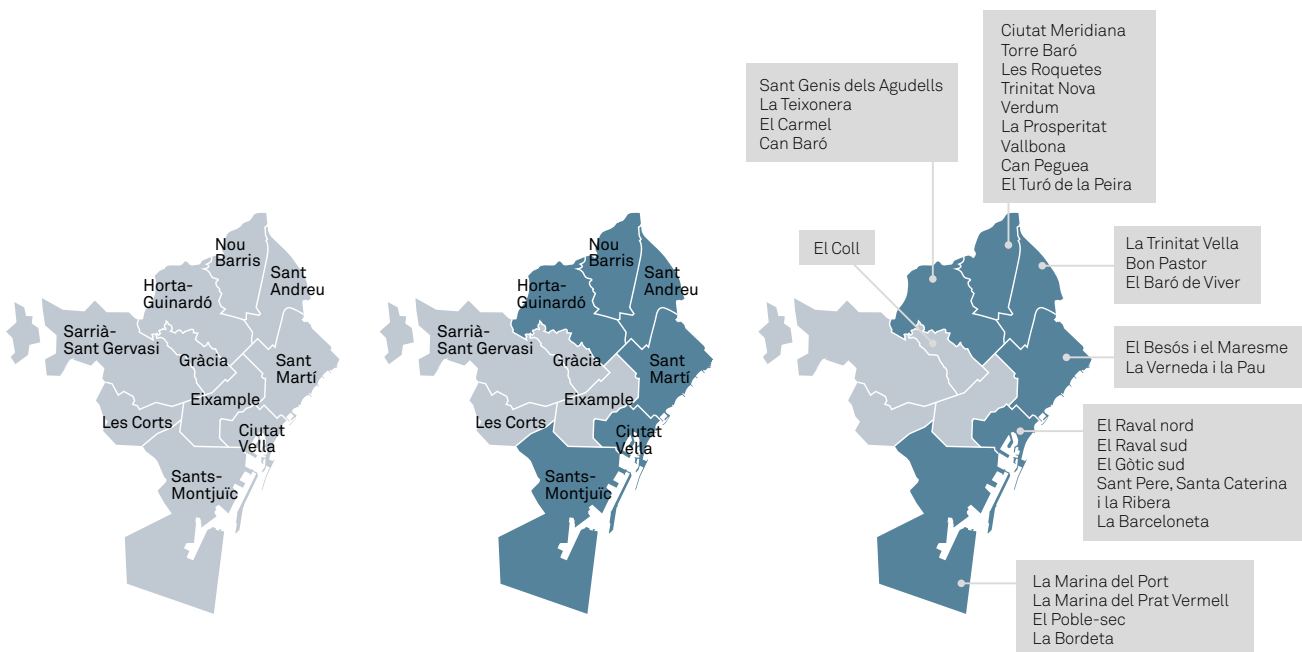 Nou
Barris
Sant
Andreu
Horta-
Guinardó
Sarrià-
Sant Gervasi
Gràcia
Sant
Martí
Eixample
Les Corts
Ciutat
Vella
Sants-
Montjuïc
Nou
Barris
Sant
Andreu
Horta-
Guinardó
Sarrià-
Sant Gervasi
Gràcia
Sant
Martí
Eixample
Les Corts
Ciutat
Vella
Sants-
Montjuïc
Sant Genis dels Agudells
La Teixonera
El Carmel
Can Baró
Ciutat Meridiana
Torre Baró
Les Roquetes
Trinitat Nova
Verdum
La Prosperitat
Vallbona
Can Peguea
El Turó de la Peira
El Coll
La Trinitat Vella
Bon Pastor
El Baró de Viver
El Besós i el Maresme
La Verneda i la Pau
El Raval nord
El Raval sud
El Gòtic sud
Sant Pere, Santa Caterina
i la Ribera
La Barceloneta
La Marina del Port
La Marina del Prat Vermell
El Poble-sec
La Bordeta